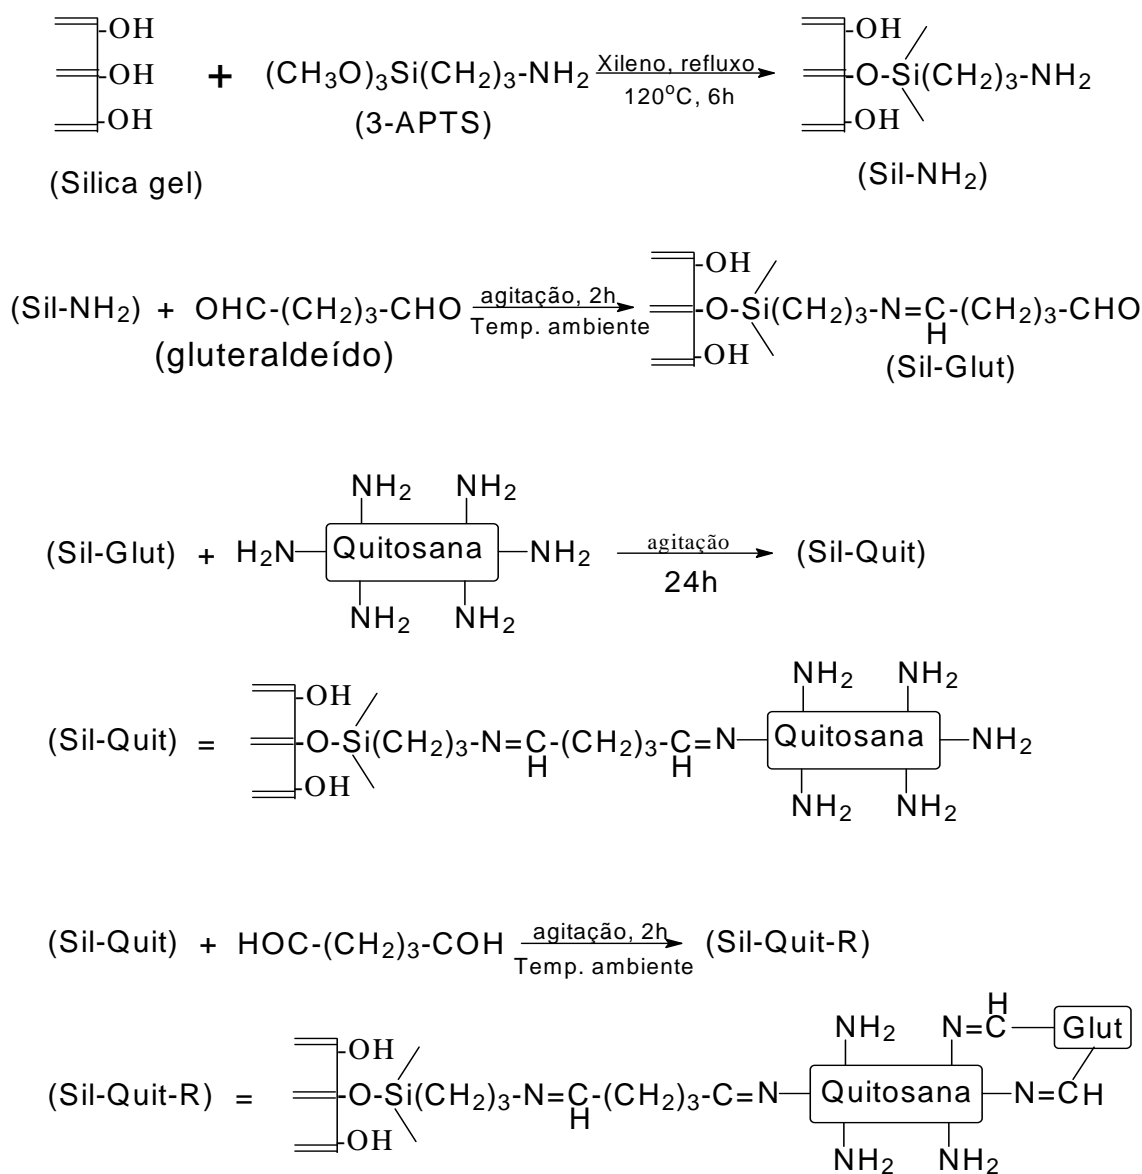 OH
OH
OH
(Silica gel)
+
(CH3O)3Si(CH2)3-NH2
(3-APTS)
Xileno, refluxo
120oC, 6h
OH
O-Si(CH2)3-NH2
OH
(Sil-NH2)
(Sil-NH2) + OHC-(CH2)3-CHO
(gluteraldeído)
agitação, 2h
Temp. ambiente
OH
O-Si(CH2)3-N=C-(CH2)3-CHO
H
OH
(Sil-Glut)
NH2 NH2
(Sil-Glut) + H2N Quitosana NH2
NH2 NH2
agitação
24h
(Sil-Quit)
NH2 NH2
OH
(Sil-Quit) = O-Si(CH2)3-N=C-(CH2)3-C=N Quitosana NH2
H H
OH
NH2 NH2
(Sil-Quit) + HOC-(CH2)3-COH
agitação, 2h
Temp. ambiente
(Sil-Quit-R)
H
NH2 N=C Glut
OH
(Sil-Quit-R) = O-Si(CH2)3-N=C-(CH2)3-C=N Quitosana N=CH
H
OH
NH2 NH2